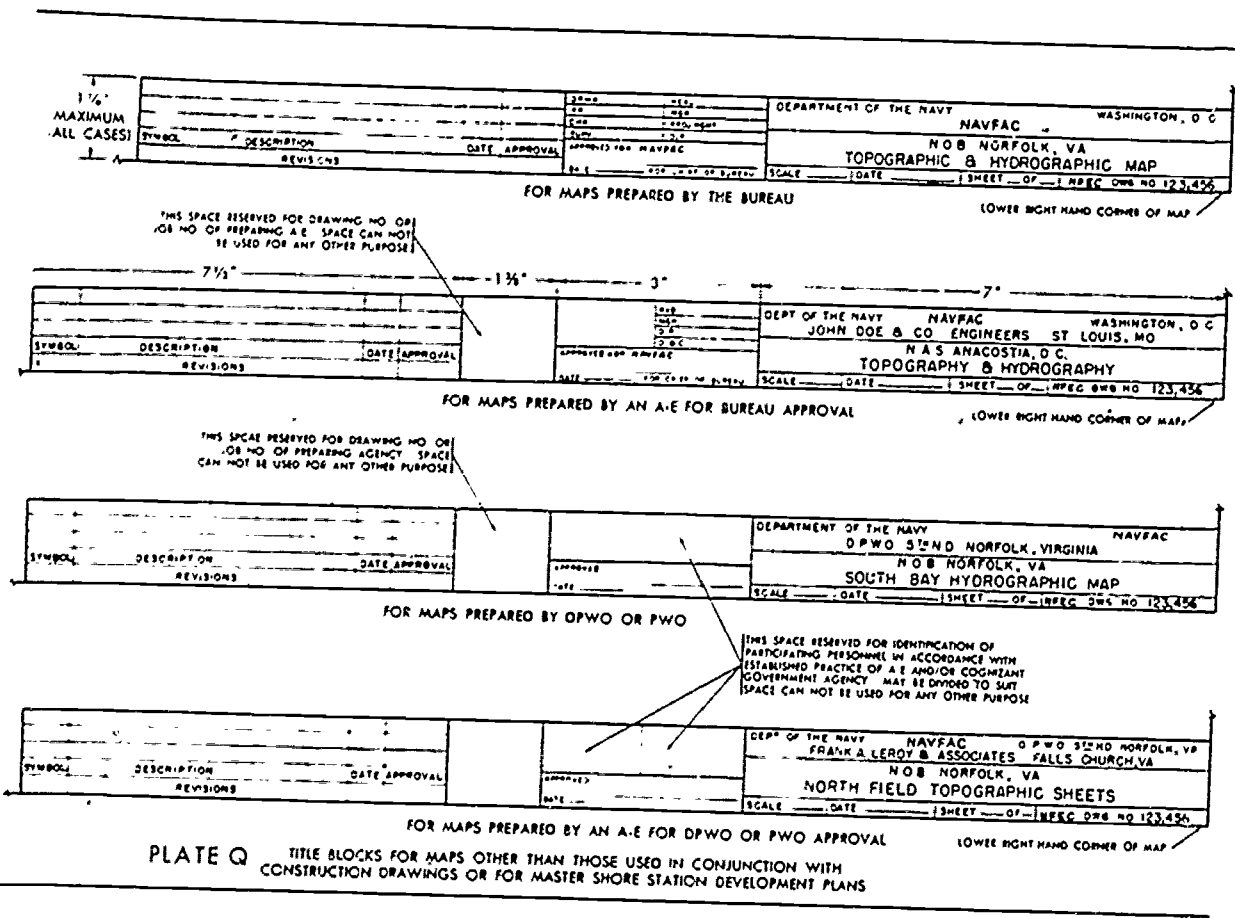 MAXIMUM
ALL CASES)
SYMBOL DESCRIPTION DATE APPROVAL
REVISIONS
APPROVED FOR NAVFAC
DATE FOR CHIEF OF BUREAU
DEPARTMENT OF THE NAVY WASHINGTON, D C
NAVFAC
N O B NORFOLK, VA
TOPOGRAPHIC & HYDROGRAPHIC MAP
SCALE DATE SHEET OF NFEC DWG NO 123,456
FOR MAPS PREPARED BY THE BUREAU
LOWER RIGHT HAND CORNER OF MAP
THIS SPACE RESERVED FOR DRAWING NO OR
JOB NO OF PREPARING A E SPACE CAN NOT
BE USED FOR ANY OTHER PURPOSE
7½" 1⅜" 3" 7"
SYMBOL DESCRIPTION DATE APPROVAL
REVISIONS
APPROVED FOR NAVFAC
DATE FOR CHIEF OF BUREAU
DEPT OF THE NAVY NAVFAC WASHINGTON, D C
JOHN DOE & CO ENGINEERS ST LOUIS, MO
N A S ANACOSTIA, D C.
TOPOGRAPHY & HYDROGRAPHY
SCALE DATE SHEET OF NFEC DWG NO 123,456
FOR MAPS PREPARED BY AN A-E FOR BUREAU APPROVAL
LOWER RIGHT HAND CORNER OF MAP
THIS SPCAE RESERVED FOR DRAWING NO OR
JOB NO OF PREPARING AGENCY SPACE
CAN NOT BE USED FOR ANY OTHER PURPOSE
SYMBOL DESCRIPTION DATE APPROVAL
REVISIONS
APPROVED
DATE
DEPARTMENT OF THE NAVY NAVFAC
D P W O 5TH N D NORFOLK, VIRGINIA
N O B NORFOLK, VA
SOUTH BAY HYDROGRAPHIC MAP
SCALE DATE SHEET OF NFEC DWG NO 123,456
FOR MAPS PREPARED BY DPWO OR PWO
THIS SPACE RESERVED FOR IDENTIFICATION OF
PARTICIPATING PERSONNEL IN ACCORDANCE WITH
ESTABLISHED PRACTICE OF A E AND/OR COGNIZANT
GOVERNMENT AGENCY MAY BE DIVIDED TO SUIT
SPACE CAN NOT BE USED FOR ANY OTHER PURPOSE
SYMBOL DESCRIPTION DATE APPROVAL
REVISIONS
APPROVED
DATE
DEPT OF THE NAVY NAVFAC D P W O 5TH ND NORFOLK, VA
FRANK A. LEROY & ASSOCIATES FALLS CHURCH, VA
N O B NORFOLK, VA
NORTH FIELD TOPOGRAPHIC SHEETS
SCALE DATE SHEET OF NFEC DWG NO 123,456
FOR MAPS PREPARED BY AN A-E FOR DPWO OR PWO APPROVAL
LOWER RIGHT HAND CORNER OF MAP
PLATE Q TITLE BLOCKS FOR MAPS OTHER THAN THOSE USED IN CONJUNCTION WITH
CONSTRUCTION DRAWINGS OR FOR MASTER SHORE STATION DEVELOPMENT PLANS